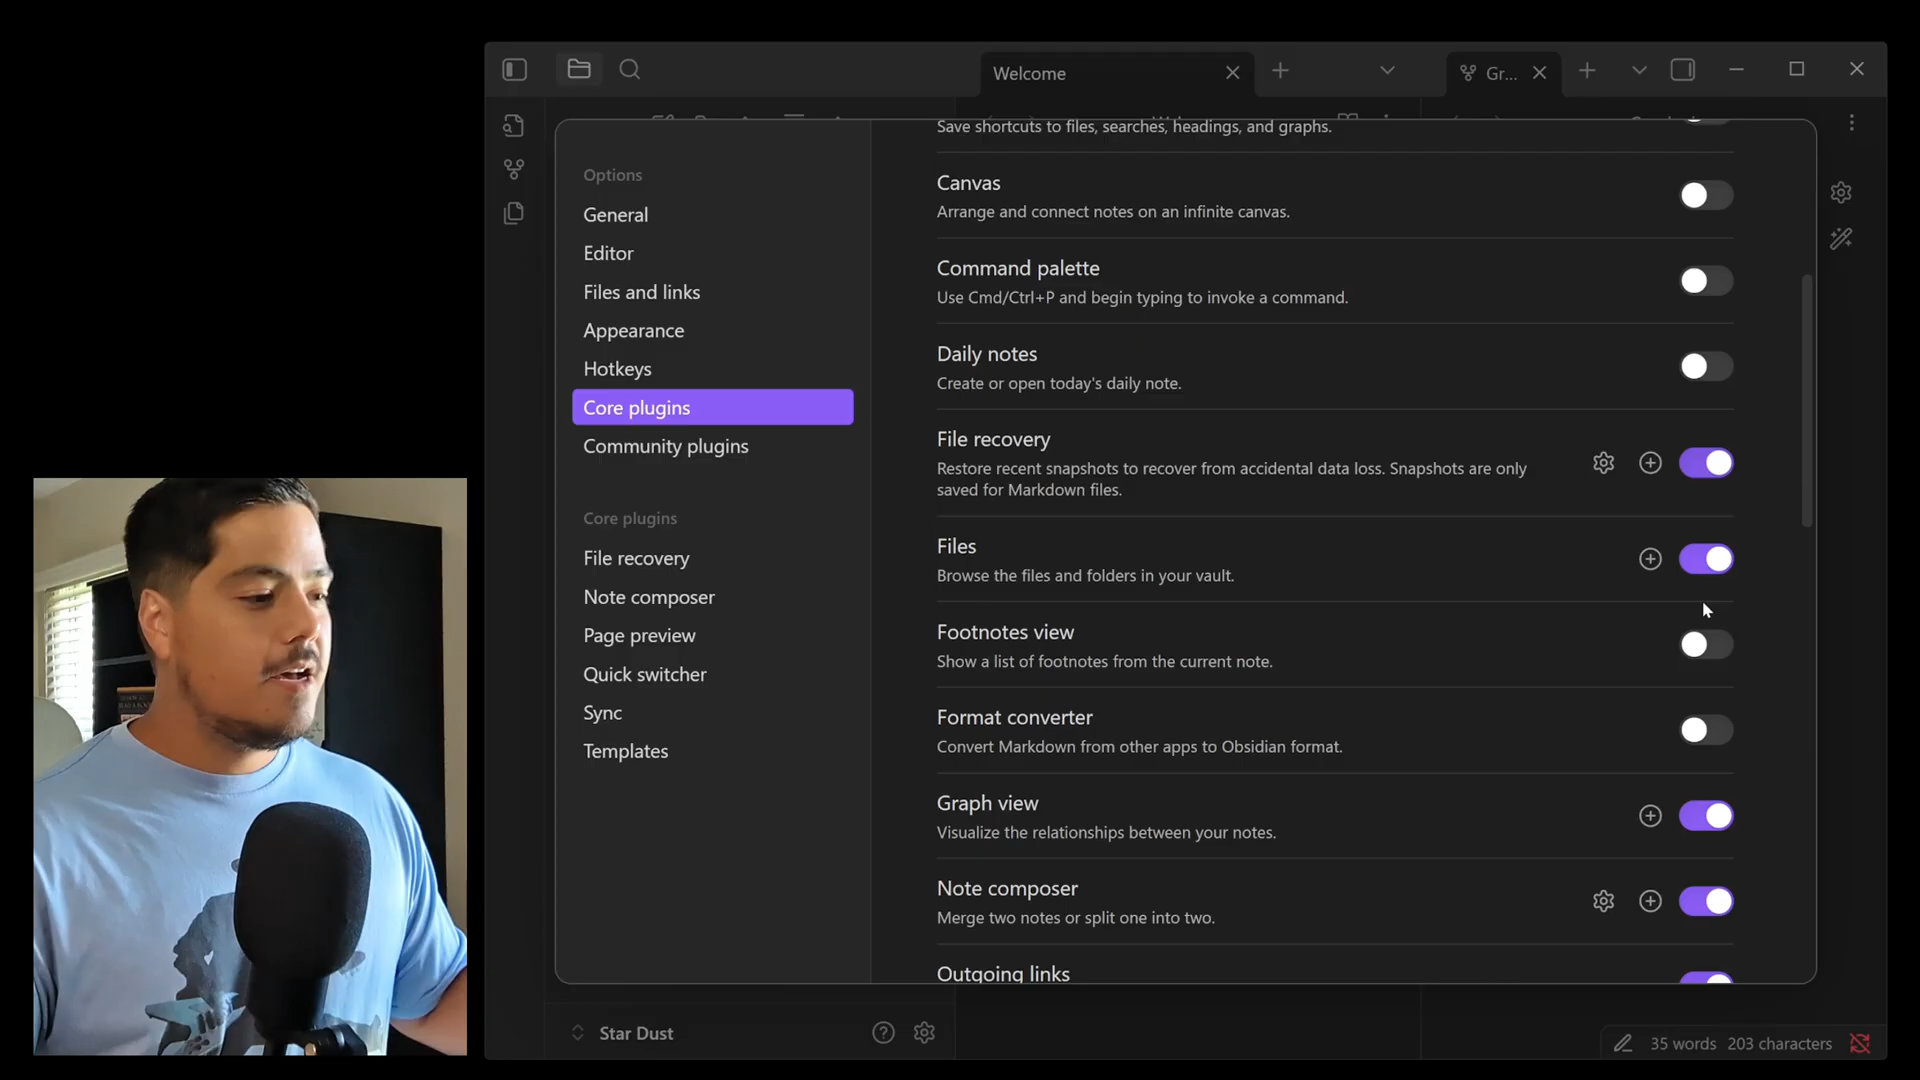 Welcome
Gr...
Options
General
Editor
Files and links
Appearance
Hotkeys
Core plugins
Community plugins
Core plugins
File recovery
Note composer
Page preview
Quick switcher
Sync
Templates
Save shortcuts to files, searches, headings, and graphs.
Canvas
Arrange and connect notes on an infinite canvas.
Command palette
Use Cmd/Ctrl+P and begin typing to invoke a command.
Daily notes
Create or open today's daily note.
File recovery
Restore recent snapshots to recover from accidental data loss. Snapshots are only
saved for Markdown files.
Files
Browse the files and folders in your vault.
Footnotes view
Show a list of footnotes from the current note.
Format converter
Convert Markdown from other apps to Obsidian format.
Graph view
Visualize the relationships between your notes.
Note composer
Merge two notes or split one into two.
Outgoing links
Star Dust
35 words 203 characters